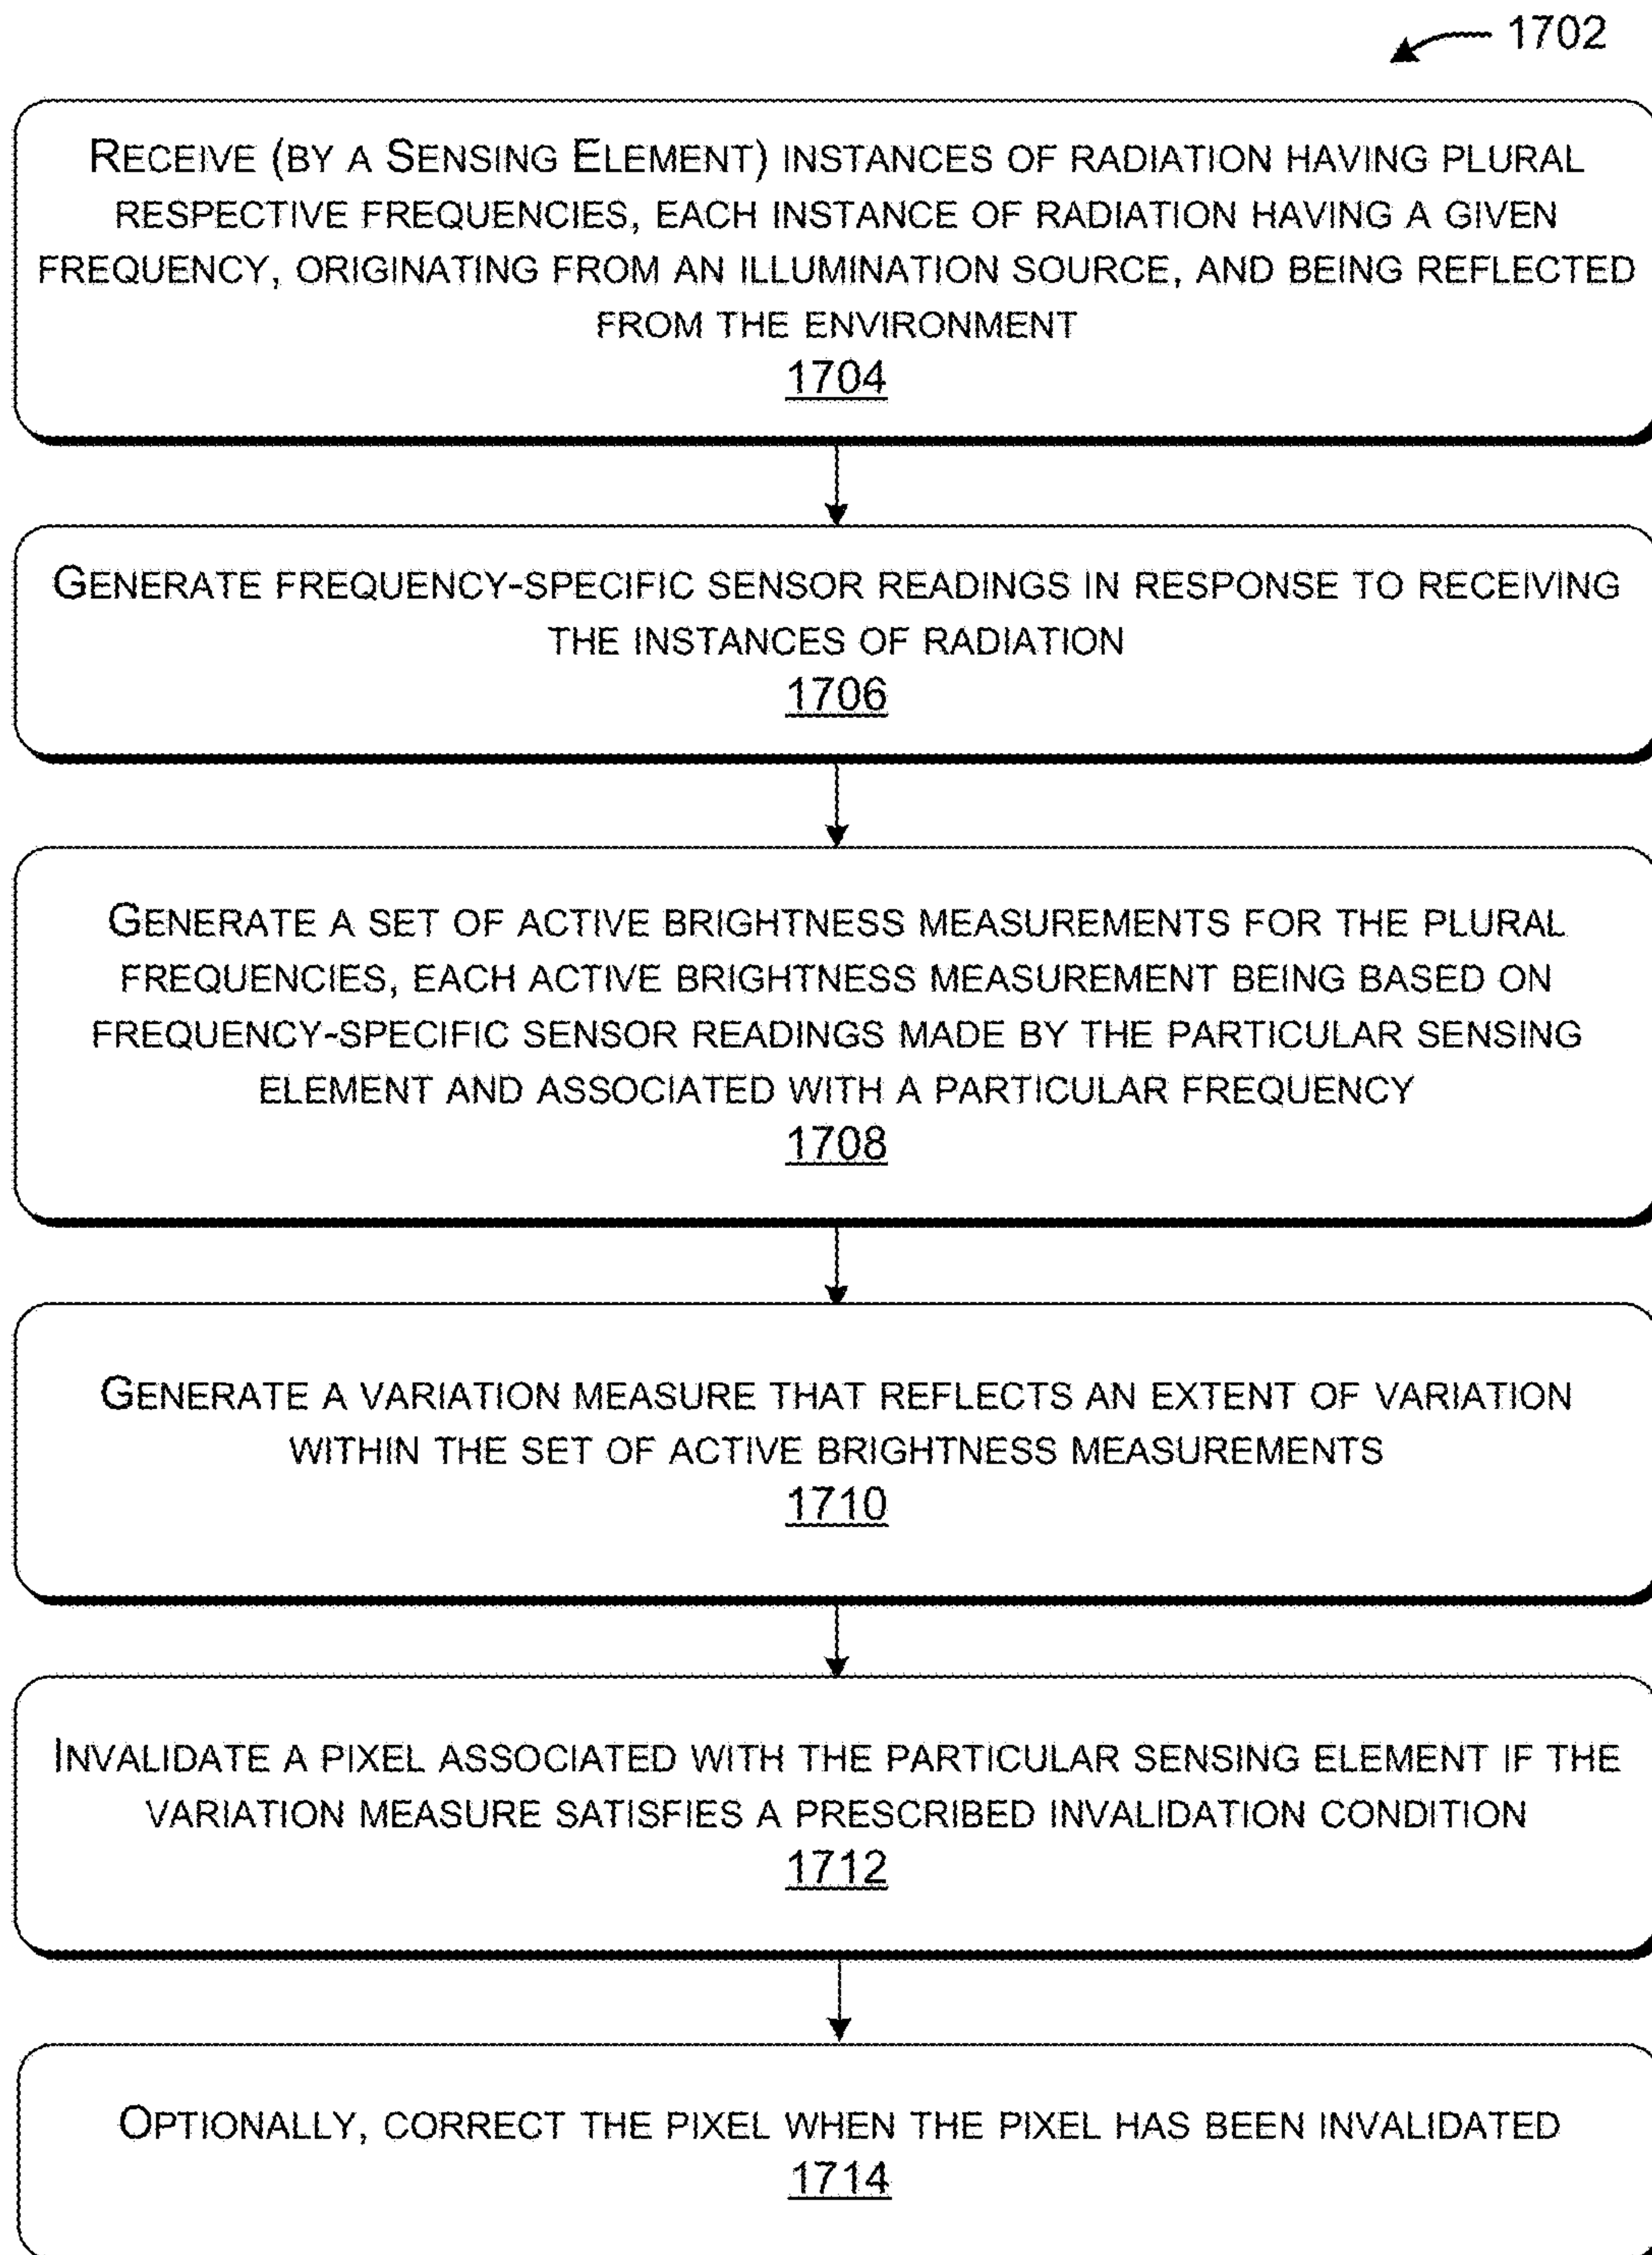 1702
RECEIVE (BY A SENSING ELEMENT) INSTANCES OF RADIATION HAVING PLURAL
RESPECTIVE FREQUENCIES, EACH INSTANCE OF RADIATION HAVING A GIVEN
FREQUENCY, ORIGINATING FROM AN ILLUMINATION SOURCE, AND BEING REFLECTED
FROM THE ENVIRONMENT
1704
GENERATE FREQUENCY-SPECIFIC SENSOR READINGS IN RESPONSE TO RECEIVING
THE INSTANCES OF RADIATION
1706
GENERATE A SET OF ACTIVE BRIGHTNESS MEASUREMENTS FOR THE PLURAL
FREQUENCIES, EACH ACTIVE BRIGHTNESS MEASUREMENT BEING BASED ON
FREQUENCY-SPECIFIC SENSOR READINGS MADE BY THE PARTICULAR SENSING
ELEMENT AND ASSOCIATED WITH A PARTICULAR FREQUENCY
1708
GENERATE A VARIATION MEASURE THAT REFLECTS AN EXTENT OF VARIATION
WITHIN THE SET OF ACTIVE BRIGHTNESS MEASUREMENTS
1710
INVALIDATE A PIXEL ASSOCIATED WITH THE PARTICULAR SENSING ELEMENT IF THE
VARIATION MEASURE SATISFIES A PRESCRIBED INVALIDATION CONDITION
1712
OPTIONALLY, CORRECT THE PIXEL WHEN THE PIXEL HAS BEEN INVALIDATED
1714